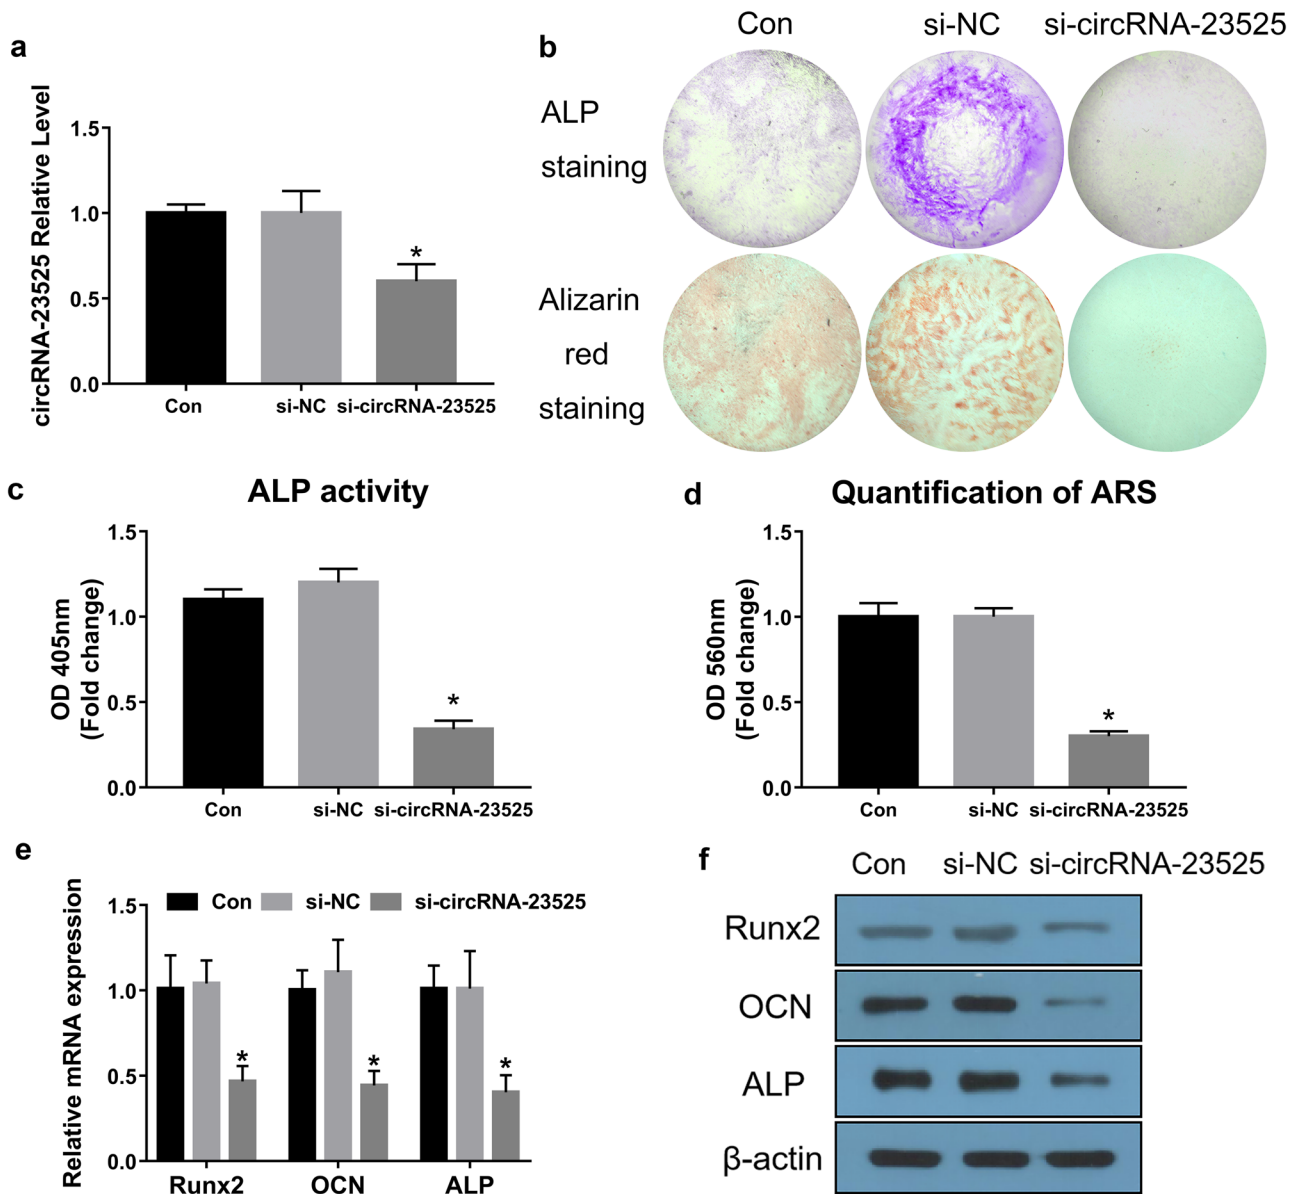 a
circRNA-23525 Relative Level
1.5
1.0
0.5
0.0
*
Con si-NC si-circRNA-23525
b
Con si-NC si-circRNA-23525
ALP
staining
Alizarin
red
staining
c
ALP activity
OD 405nm
(Fold change)
1.5
1.0
0.5
0.0
*
Con si-NC si-circRNA-23525
d
Quantification of ARS
OD 560nm
(Fold change)
1.5
1.0
0.5
0.0
*
Con si-NC si-circRNA-23525
e
Relative mRNA expression
Con si-NC si-circRNA-23525
1.5
1.0
0.5
0.0
* * *
Runx2 OCN ALP
f
Con si-NC si-circRNA-23525
Runx2
OCN
ALP
β-actin